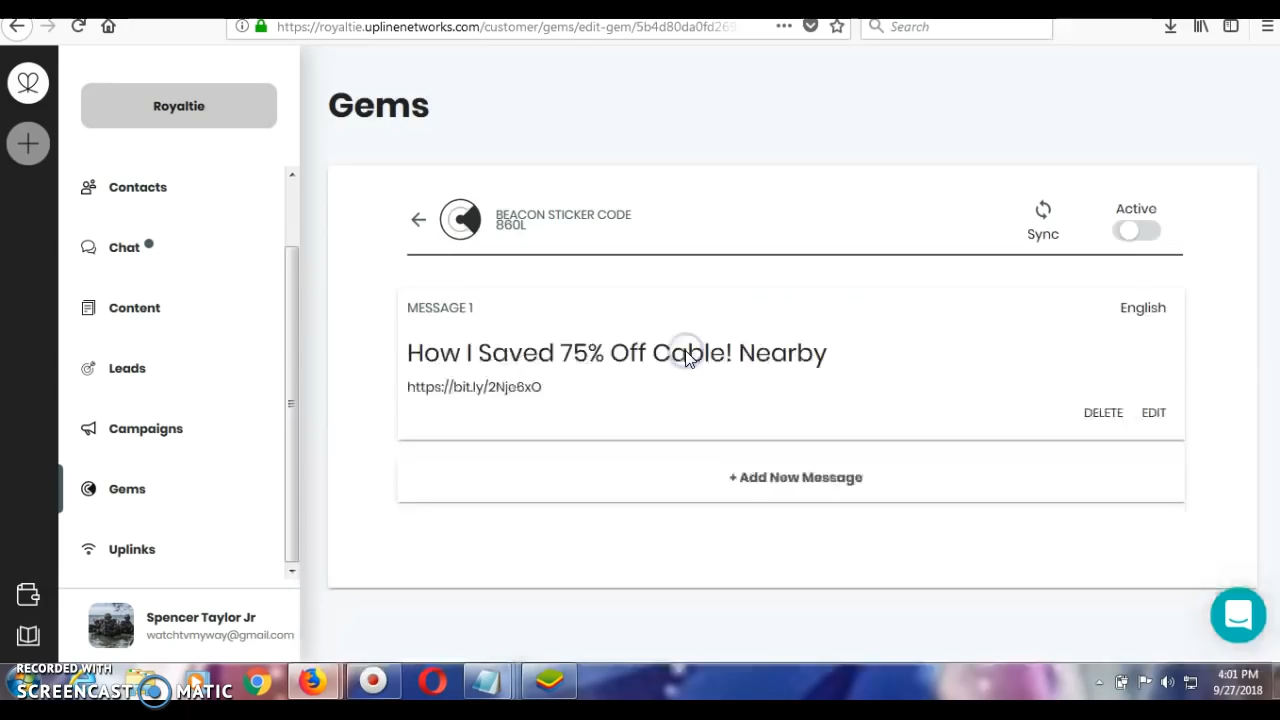 https://royaltie.uplinenetworks.com/customer/gems/edit-gem/5b4d80da0fd269
Search
Royaltie
Contacts
Chat
Content
Leads
Campaigns
Gems
Uplinks
Spencer Taylor Jr
watchtvmyway@gmail.com
Gems
BEACON STICKER CODE
860L
Sync
Active
MESSAGE 1
English
How I Saved 75% Off Cable! Nearby
https://bit.ly/2Nje6xO
DELETE EDIT
+ Add New Message
RECORDED WITH
SCREENCAST MATIC
4:01 PM
9/27/2018